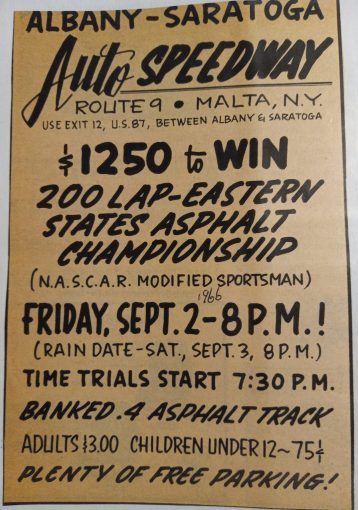 ALBANY-SARATOGA
Auto SPEEDWAY
ROUTE 9 • MALTA, N.Y.
USE EXIT 12, U.S. 87, BETWEEN ALBANY & SARATOGA
$1250 to WIN
200 LAP-EASTERN
STATES ASPHALT
CHAMPIONSHIP
(N.A.S.C.A.R. MODIFIED SPORTSMAN)
1966
FRIDAY, SEPT. 2-8 P.M.!
(RAIN DATE-SAT., SEPT. 3, 8 P.M.)
TIME TRIALS START 7:30 P.M.
BANKED .4 ASPHALT TRACK
ADULTS $3.00 CHILDREN UNDER 12~75¢
PLENTY OF FREE PARKING!